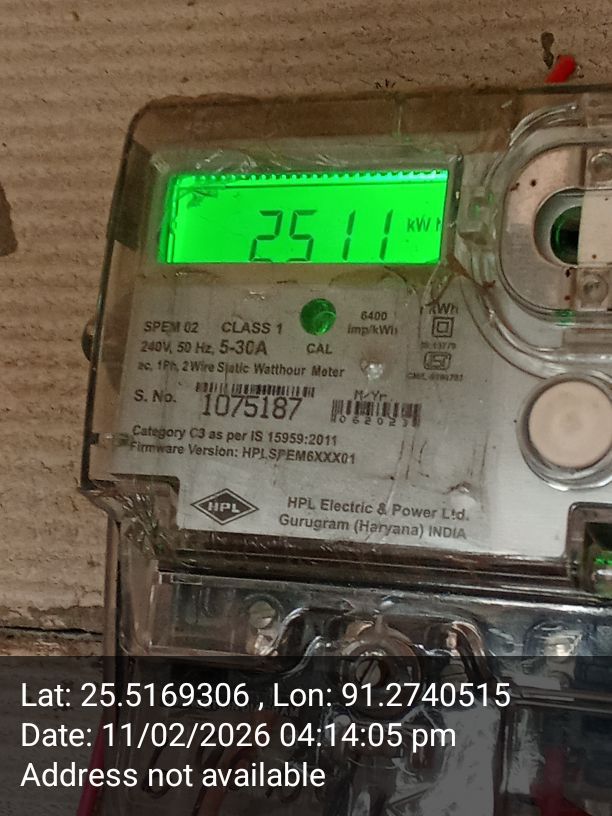 2511 kW
SPEM 02 CLASS 1
6400 imp/kWh
kWh
240V, 50 Hz, 5-30A CAL
ac, 1Ph, 2Wire Static Watthour Meter
S. No. 1075187
M/Yr.
062023
Category C3 as per IS 15959:2011
Firmware Version: HPLSPEM6XXX01
HPL
HPL Electric & Power Ltd.
Gurugram (Haryana) INDIA
Lat: 25.5169306 , Lon: 91.2740515
Date: 11/02/2026 04:14:05 pm
Address not available